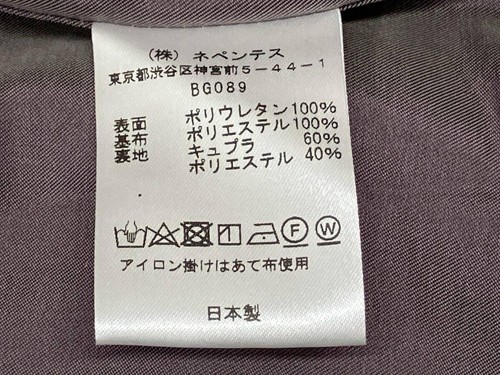 （株）ネペンテス
東京都渋谷区神宮前5-44-1
BG089
表面 ポリウレタン100%
基布 ポリエステル100%
裏地 キュプラ 60%
ポリエステル 40%
F W
アイロン掛けはあて布使用
日本製